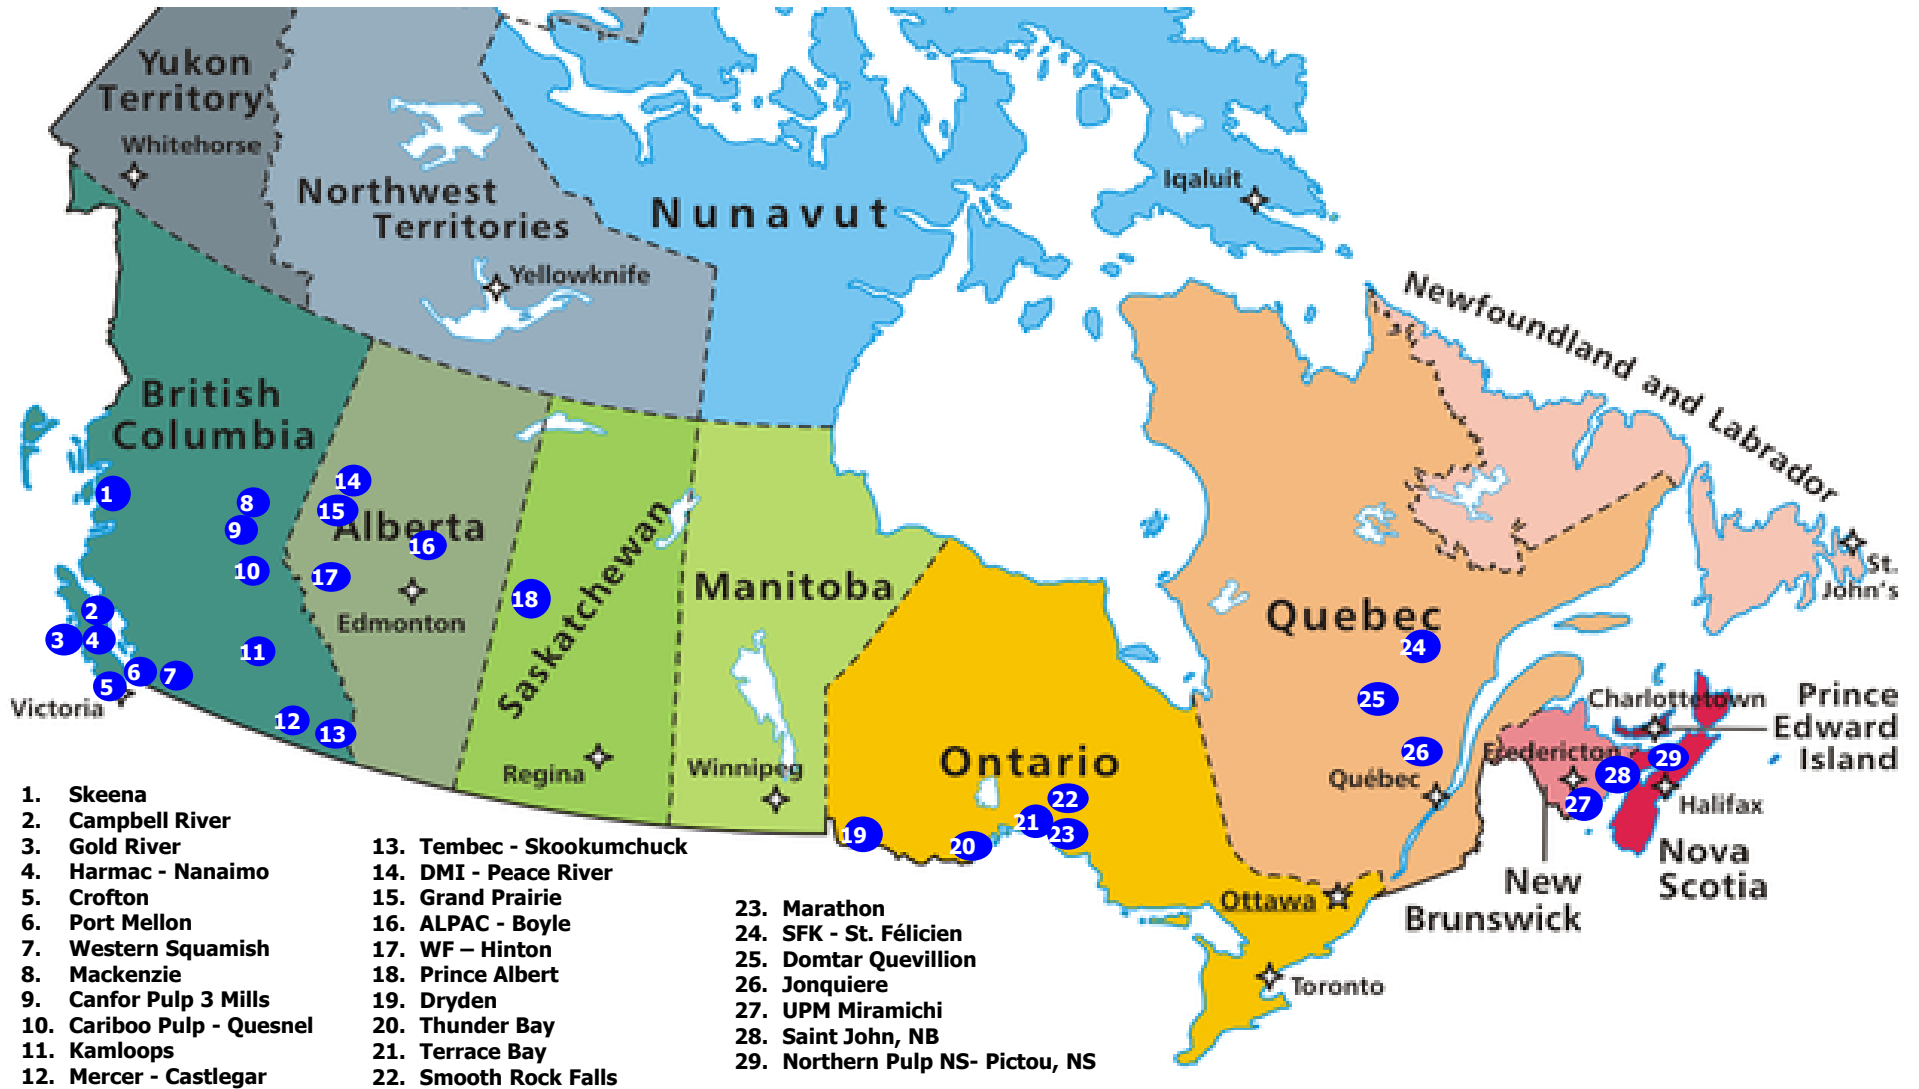 Yukon
Territory
Whitehorse
Northwest
Territories
Yellowknife
Nunavut
Iqaluit
Newfoundland and Labrador
British
Columbia
Alberta
Edmonton
Saskatchewan
Manitoba
Quebec
St.
John's
Victoria
Regina
Winnipeg
Ontario
Québec
Charlottetown
Prince
Edward
Island
Fredericton
Halifax
Nova
Scotia
New
Brunswick
Ottawa
Toronto
1
2
3
4
5
6
7
8
9
10
11
12
13
14
15
16
17
18
19
20
21
22
23
24
25
26
27
28
29
1. Skeena
2. Campbell River
3. Gold River
4. Harmac - Nanaimo
5. Crofton
6. Port Mellon
7. Western Squamish
8. Mackenzie
9. Canfor Pulp 3 Mills
10. Cariboo Pulp - Quesnel
11. Kamloops
12. Mercer - Castlegar
13. Tembec - Skookumchuck
14. DMI - Peace River
15. Grand Prairie
16. ALPAC - Boyle
17. WF – Hinton
18. Prince Albert
19. Dryden
20. Thunder Bay
21. Terrace Bay
22. Smooth Rock Falls
23. Marathon
24. SFK - St. Félicien
25. Domtar Quevillion
26. Jonquiere
27. UPM Miramichi
28. Saint John, NB
29. Northern Pulp NS- Pictou, NS